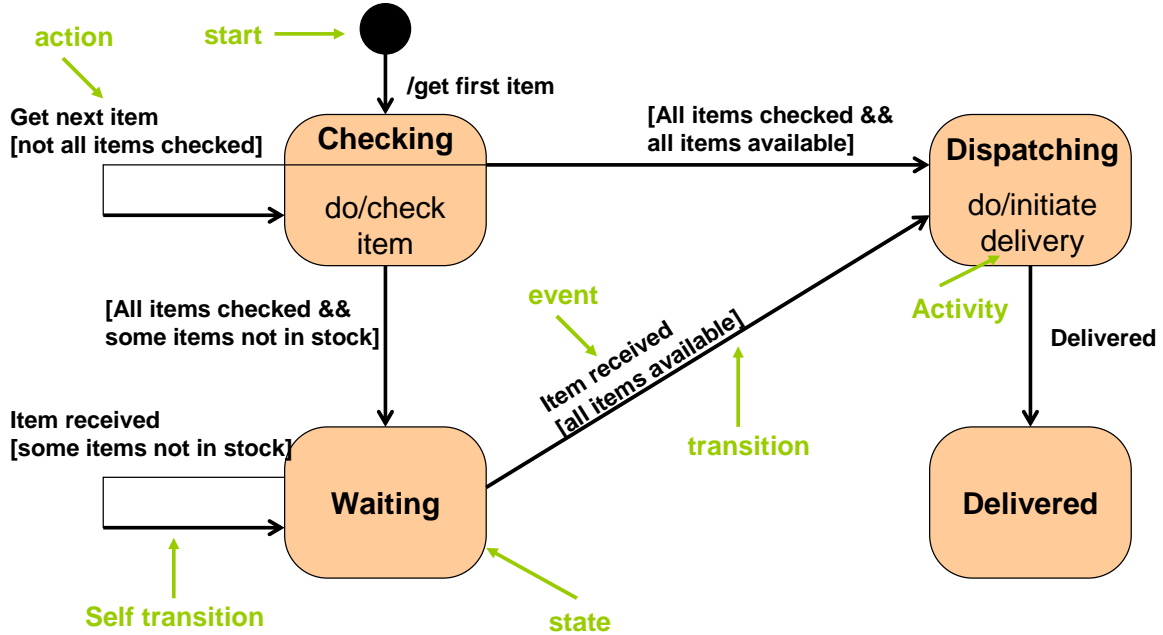 action
start
/get first item
Get next item
[not all items checked]
Checking
do/check
item
[All items checked &&
all items available]
Dispatching
do/initiate
delivery
Activity
[All items checked &&
some items not in stock]
event
Item received
[all items available]
transition
Delivered
Item received
[some items not in stock]
Waiting
Delivered
Self transition
state